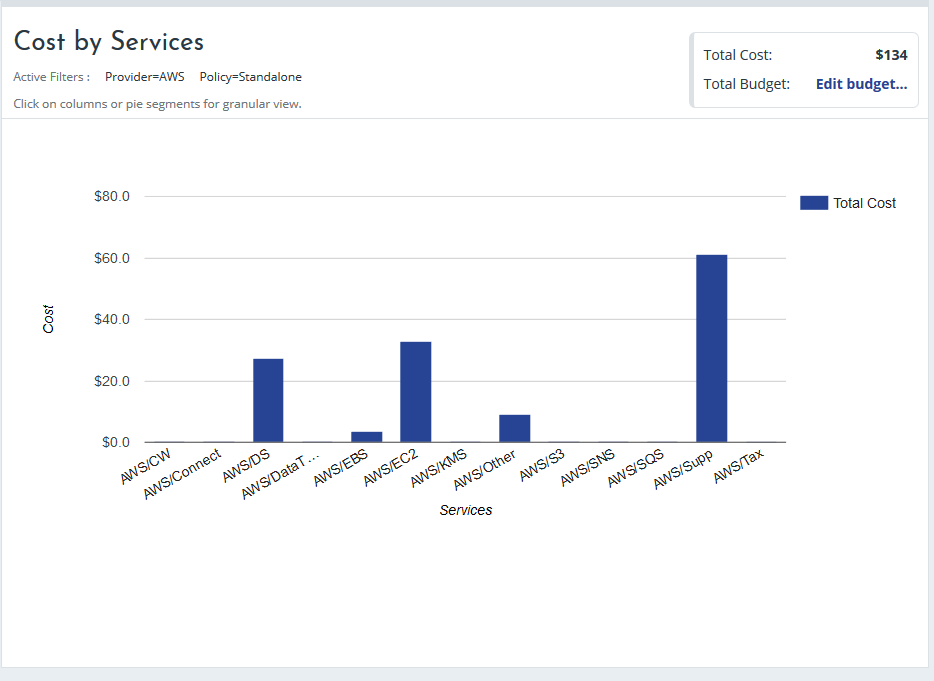 Cost by Services
Active Filters : Provider=AWS Policy=Standalone
Click on columns or pie segments for granular view.
Total Cost: $134
Total Budget: Edit budget...
$80.0
$60.0
$40.0
$20.0
$0.0
Cost
Total Cost
AWS/CW
AWS/Connect
AWS/DS
AWS/DataT ...
AWS/EBS
AWS/EC2
AWS/KMS
AWS/Other
AWS/S3
AWS/SNS
AWS/SQS
AWS/Supp
AWS/Tax
Services